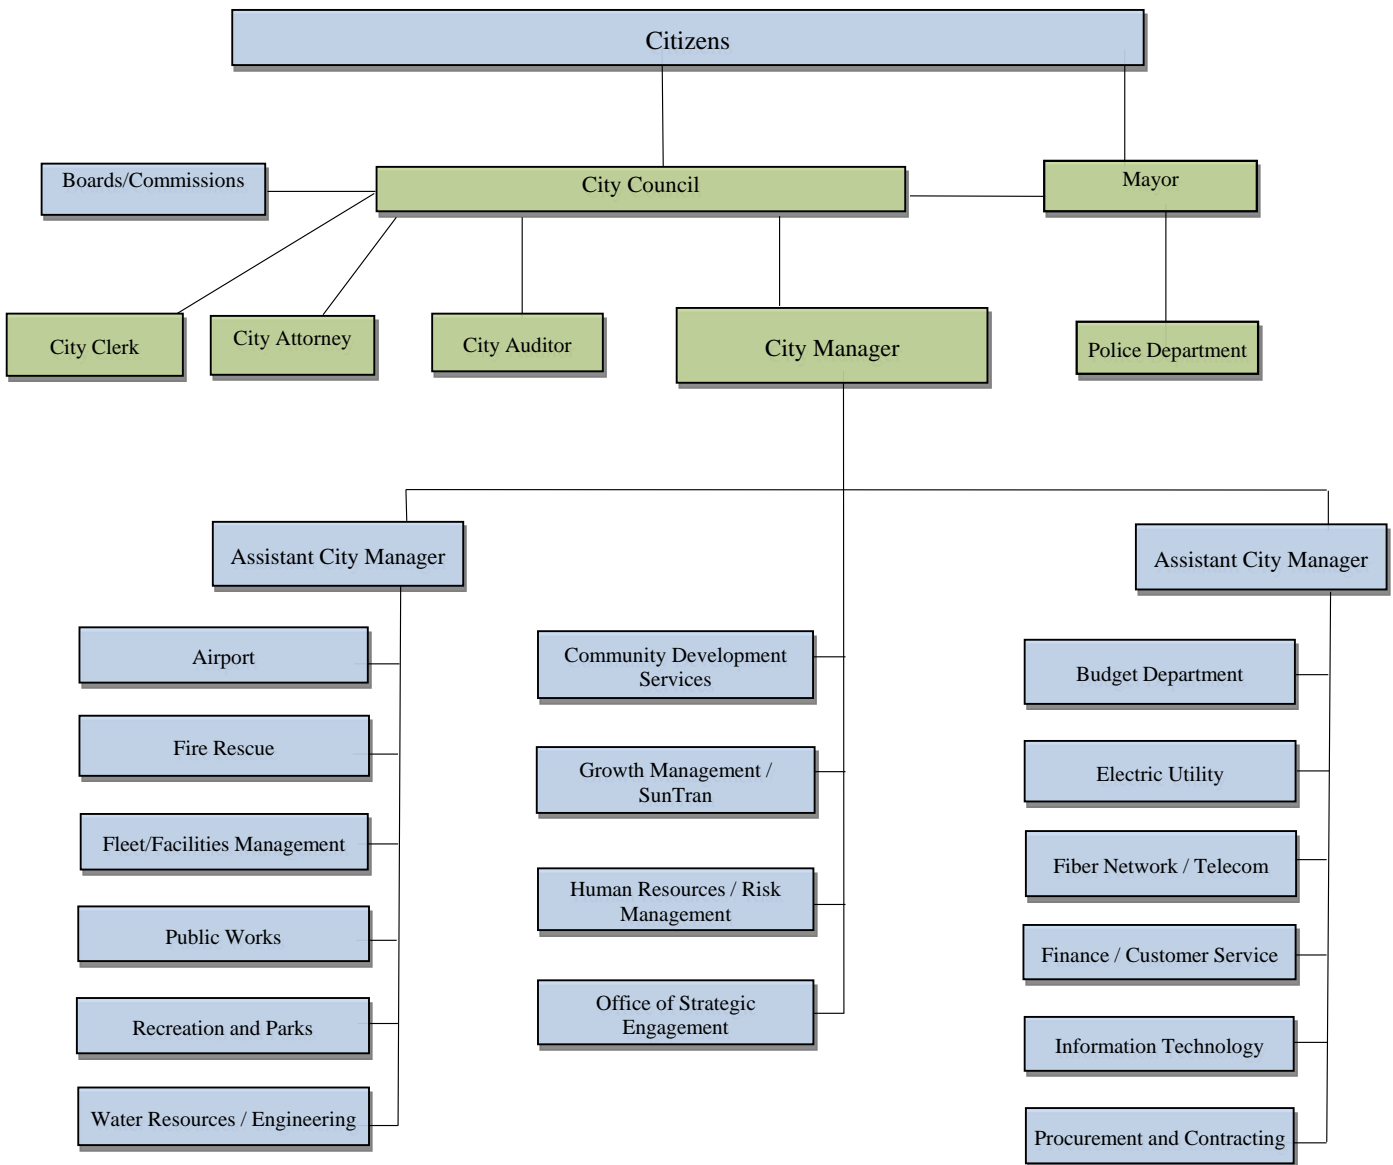 Citizens
Boards/Commissions
City Council
Mayor
City Clerk
City Attorney
City Auditor
City Manager
Police Department
Assistant City Manager
Assistant City Manager
Airport
Fire Rescue
Fleet/Facilities Management
Public Works
Recreation and Parks
Water Resources / Engineering
Community Development
Services
Growth Management /
SunTran
Human Resources / Risk
Management
Office of Strategic
Engagement
Budget Department
Electric Utility
Fiber Network / Telecom
Finance / Customer Service
Information Technology
Procurement and Contracting